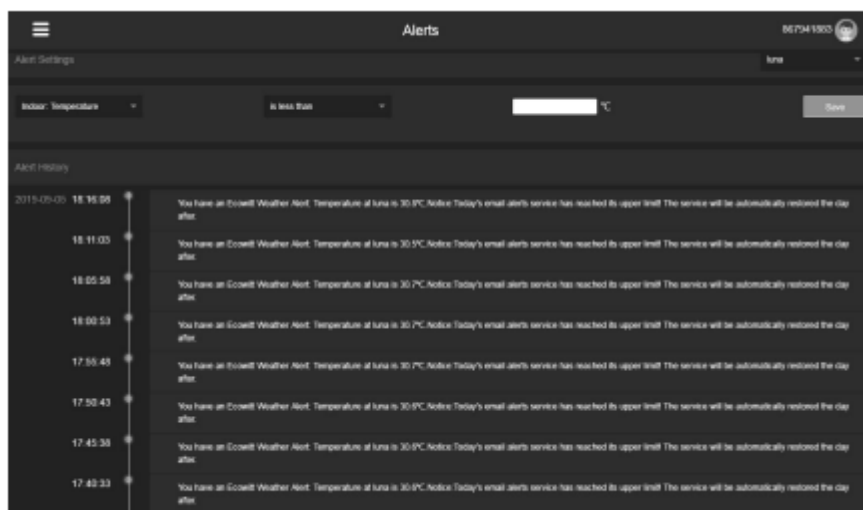 Alerts
867941883
Alert Settings
luna
Indoor: Temperature
is less than
℃
Save
Alert History
2019-09-05 18:16:08
You have an Ecowitt Weather Alert: Temperature at luna is 30.8℃.Notice:Today's email alerts service has reached its upper limit! The service will be automatically restored the day
after.
18:11:03
You have an Ecowitt Weather Alert: Temperature at luna is 30.5℃.Notice:Today's email alerts service has reached its upper limit! The service will be automatically restored the day
after.
18:05:58
You have an Ecowitt Weather Alert: Temperature at luna is 30.7℃.Notice:Today's email alerts service has reached its upper limit! The service will be automatically restored the day
after.
18:00:53
You have an Ecowitt Weather Alert: Temperature at luna is 30.7℃.Notice:Today's email alerts service has reached its upper limit! The service will be automatically restored the day
after.
17:55:48
You have an Ecowitt Weather Alert: Temperature at luna is 30.7℃.Notice:Today's email alerts service has reached its upper limit! The service will be automatically restored the day
after.
17:50:43
You have an Ecowitt Weather Alert: Temperature at luna is 30.6℃.Notice:Today's email alerts service has reached its upper limit! The service will be automatically restored the day
after.
17:45:38
You have an Ecowitt Weather Alert: Temperature at luna is 30.6℃.Notice:Today's email alerts service has reached its upper limit! The service will be automatically restored the day
after.
17:40:33
You have an Ecowitt Weather Alert: Temperature at luna is 30.6℃.Notice:Today's email alerts service has reached its upper limit! The service will be automatically restored the day
after.